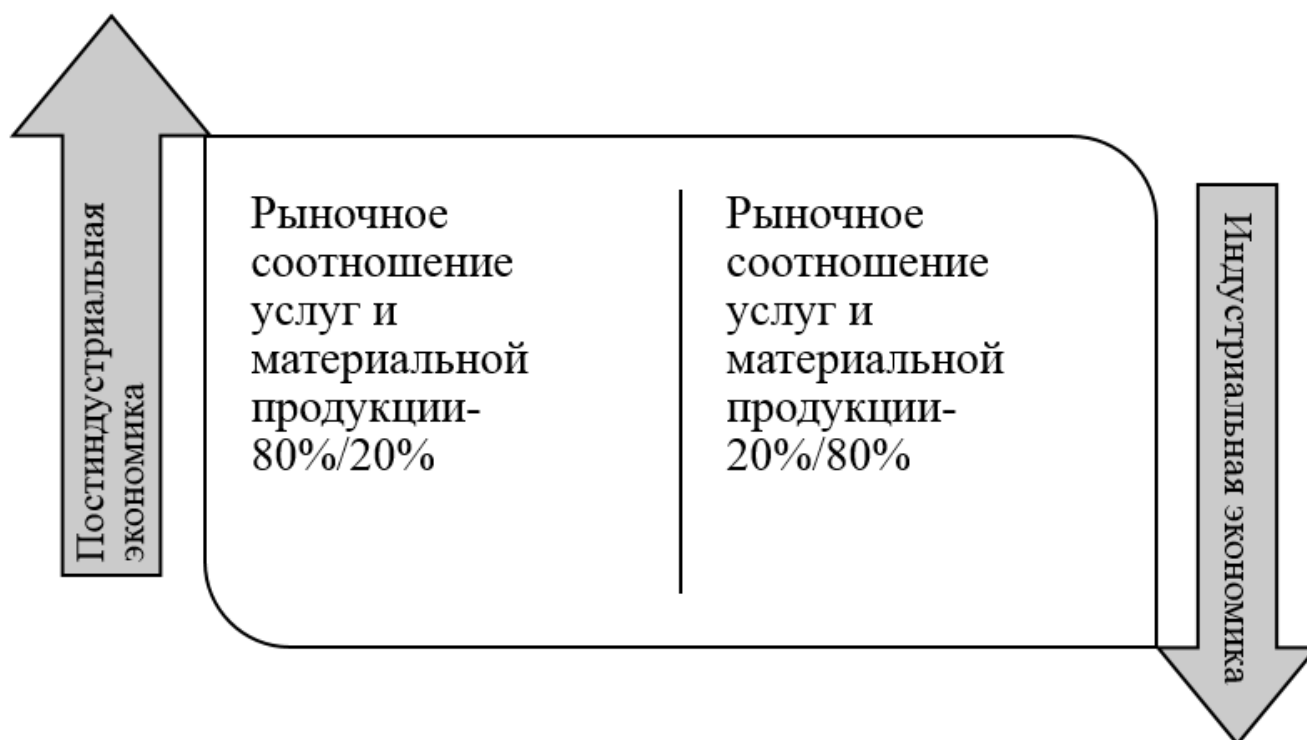 Постиндустриальная
экономика
Рыночное
соотношение
услуг и
материальной
продукции-
80%/20%
Рыночное
соотношение
услуг и
материальной
продукции-
20%/80%
Индустриальная экономика